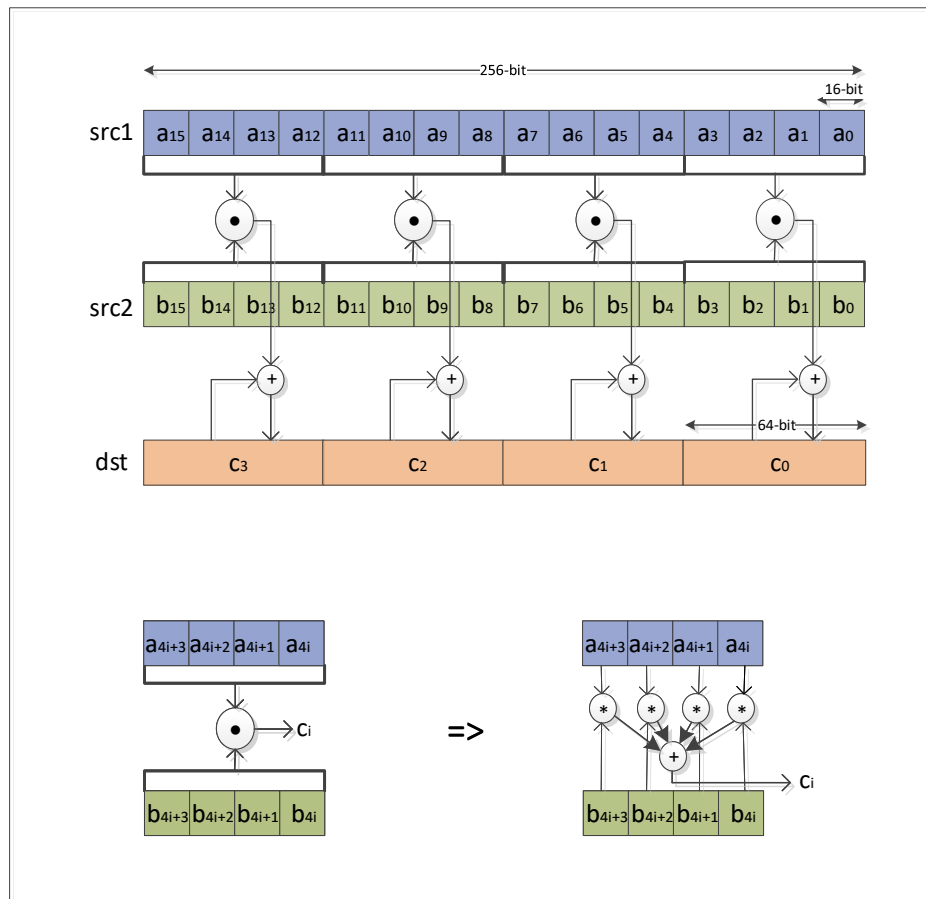 256-bit
16-bit
src1 a15 a14 a13 a12 a11 a10 a9 a8 a7 a6 a5 a4 a3 a2 a1 a0
src2 b15 b14 b13 b12 b11 b10 b9 b8 b7 b6 b5 b4 b3 b2 b1 b0
+ + + +
64-bit
dst c3 c2 c1 c0
a4i+3 a4i+2 a4i+1 a4i a4i+3 a4i+2 a4i+1 a4i
ci => * * * *
+
ci
b4i+3 b4i+2 b4i+1 b4i b4i+3 b4i+2 b4i+1 b4i